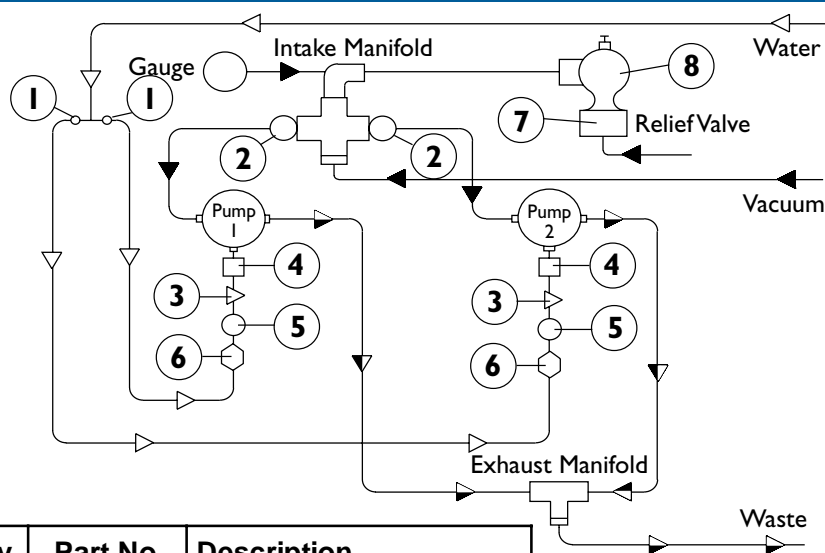 Water
Intake Manifold
Gauge
8
1
1
7
Relief Valve
2
2
Vacuum
Pump
1
Pump
2
4
4
3
3
5
5
6
6
Exhaust Manifold
Waste
Part No
Description